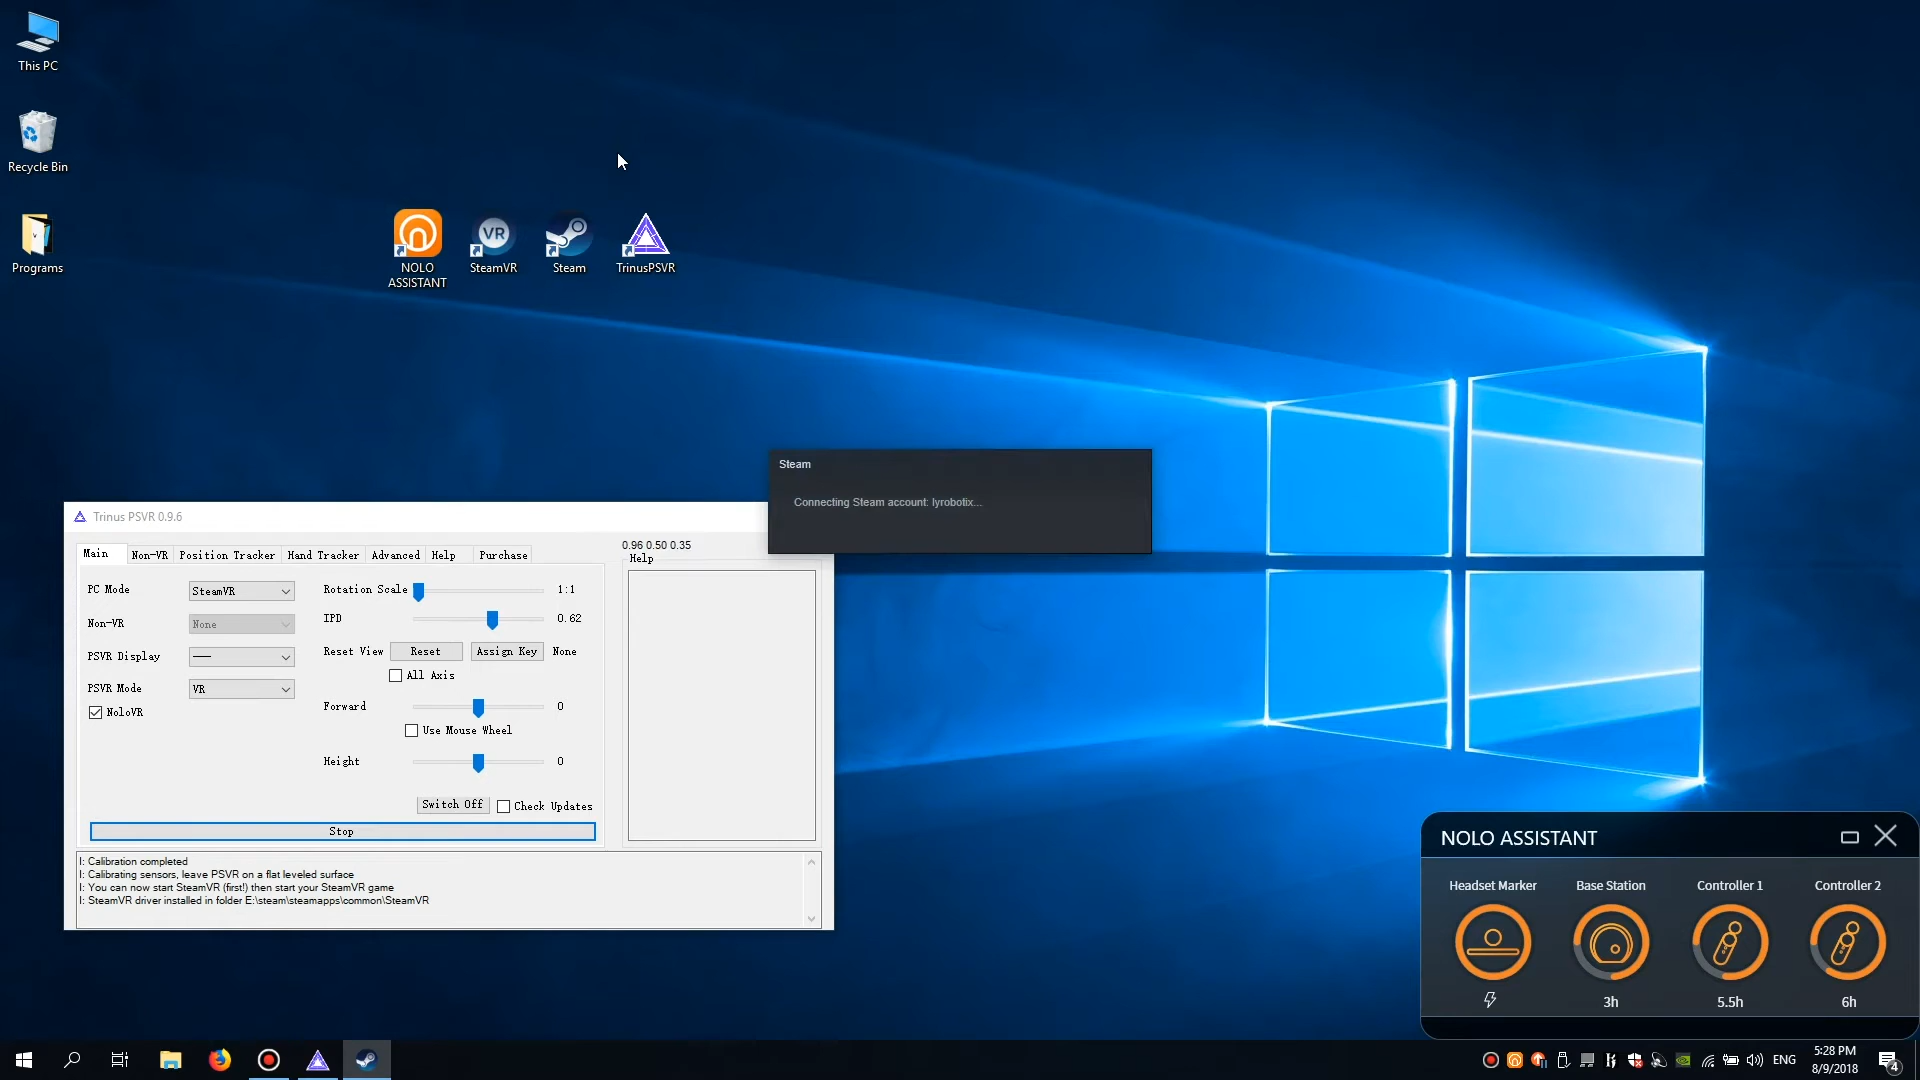 This PC
Recycle Bin
Programs
NOLO
ASSISTANT
VR
SteamVR
Steam
TrinusPSVR
Steam
Connecting Steam account: lyrobotix...
Trinus PSVR 0.9.6
Main
Non-VR
Position Tracker
Hand Tracker
Advanced
Help
Purchase
0.96 0.50 0.35
Help
PC Mode
SteamVR
Rotation Scale
1:1
Non-VR
None
IPD
0.62
PSVR Display
Reset View
Reset
Assign Key
None
All Axis
PSVR Mode
VR
NoloVR
Forward
0
Use Mouse Wheel
Height
0
Switch Off
Check Updates
Stop
I: Calibration completed
I: Calibrating sensors, leave PSVR on a flat leveled surface
I: You can now start SteamVR (first!) then start your SteamVR game
I: SteamVR driver installed in folder E:\steam\steamapps\common\SteamVR
NOLO ASSISTANT
Headset Marker
Base Station
Controller 1
Controller 2
3h
5.5h
6h
ENG
5:28 PM
8/9/2018
4